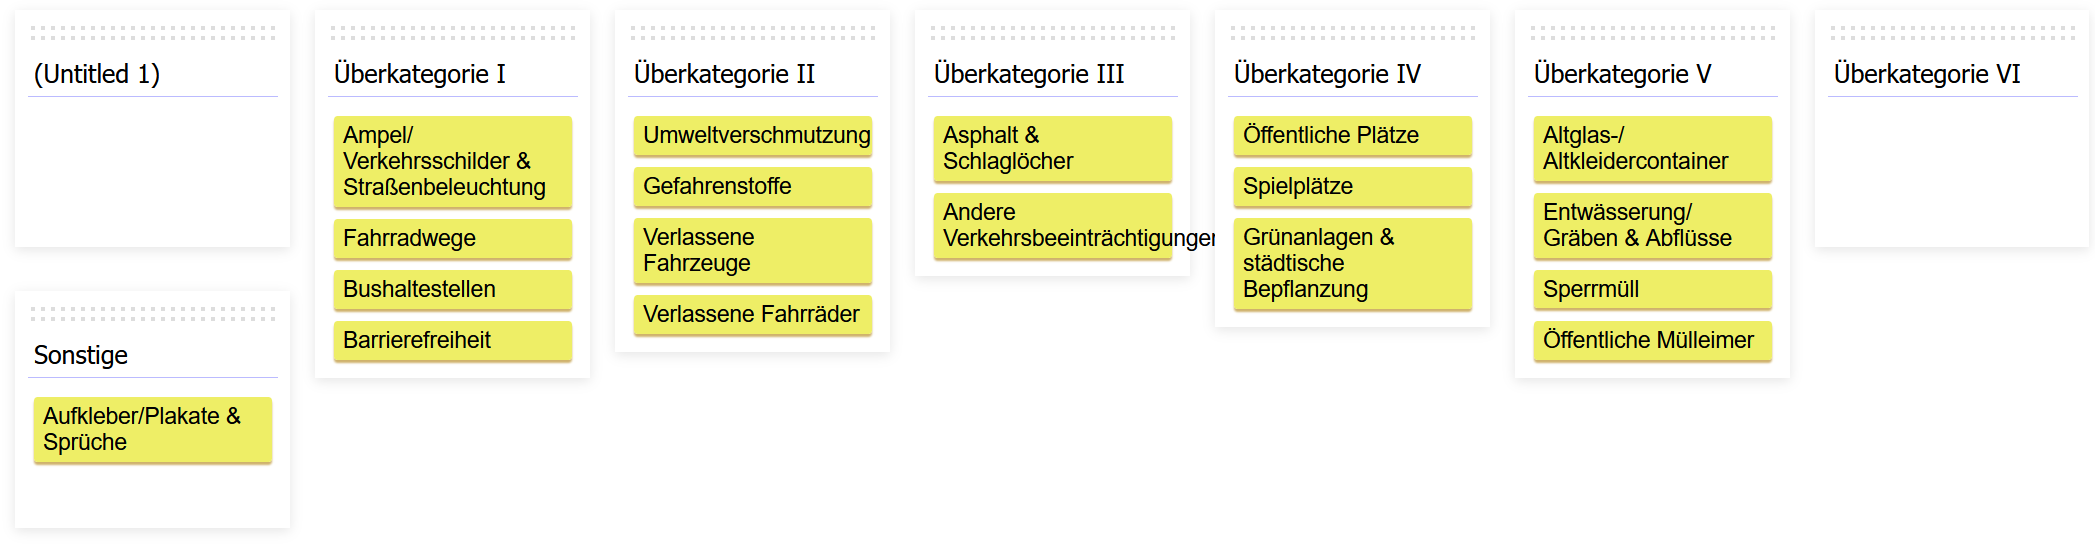 (Untitled 1)
Sonstige
Aufkleber/Plakate &
Sprüche
Überkategorie I
Ampel/
Verkehrsschilder &
Straßenbeleuchtung
Fahrradwege
Bushaltestellen
Barrierefreiheit
Überkategorie II
Umweltverschmutzung
Gefahrenstoffe
Verlassene
Fahrzeuge
Verlassene Fahrräder
Überkategorie III
Asphalt &
Schlaglöcher
Andere
Verkehrsbeeinträchtigungen
Überkategorie IV
Öffentliche Plätze
Spielplätze
Grünanlagen &
städtische
Bepflanzung
Überkategorie V
Altglas-/
Altkleidercontainer
Entwässerung/
Gräben & Abflüsse
Sperrmüll
Öffentliche Mülleimer
Überkategorie VI